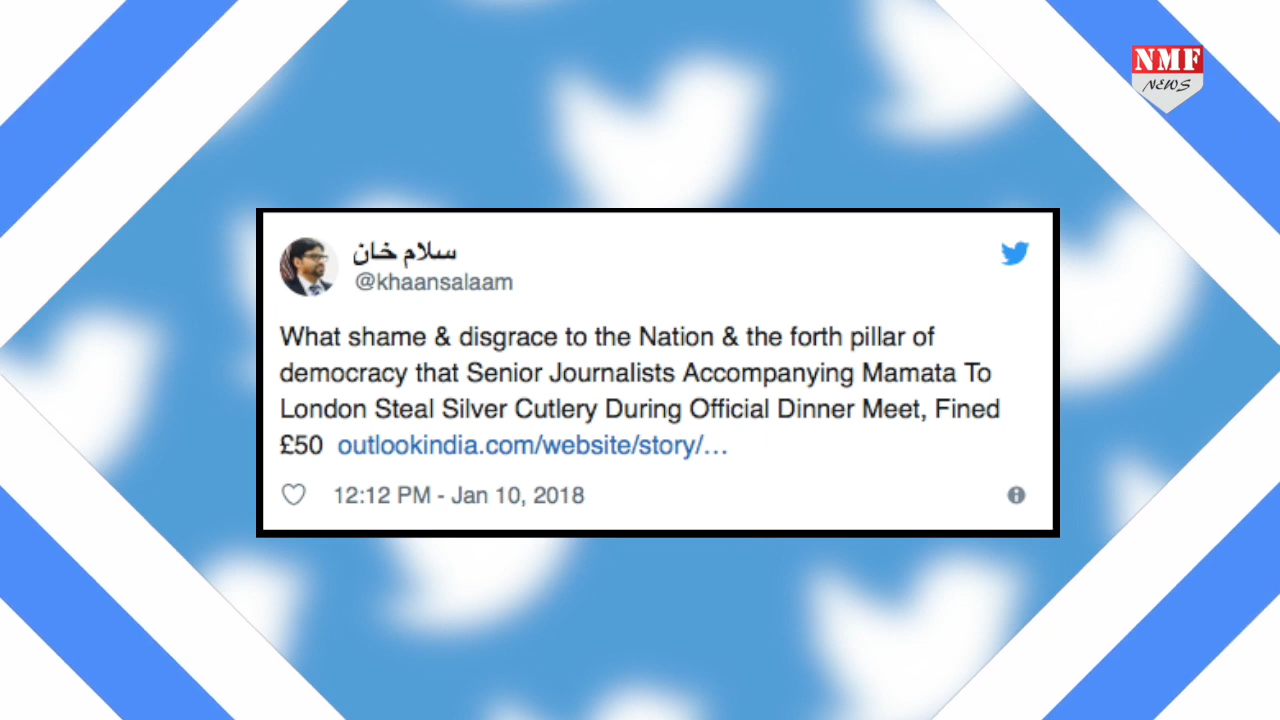 NMF
NEWS
سلام خان
@khaansalaam
What shame & disgrace to the Nation & the forth pillar of
democracy that Senior Journalists Accompanying Mamata To
London Steal Silver Cutlery During Official Dinner Meet, Fined
£50 outlookindia.com/website/story/…
12:12 PM - Jan 10, 2018